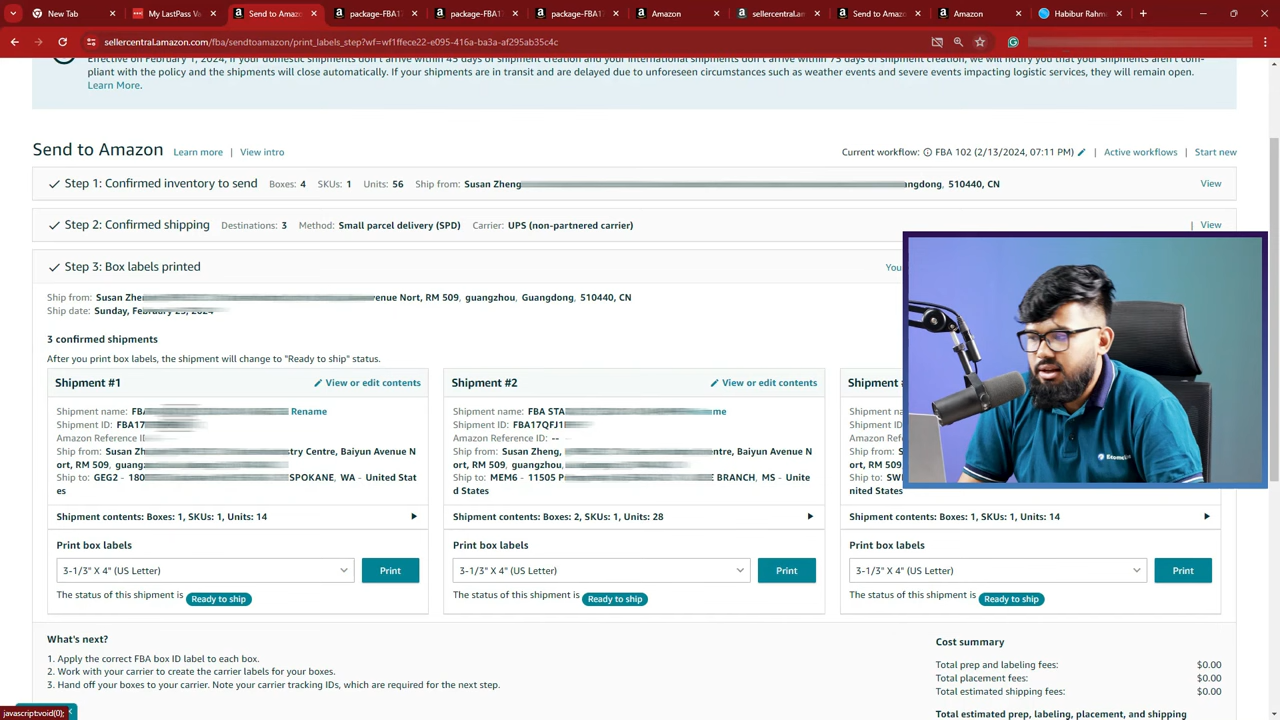 New Tab
My LastPass V
Send to Amaz
package-FBA1
package-FBA1
package-FBA1
Amazon
sellercentral.am
Send to Amaz
Amazon
Habibur Rahm
sellercentral.amazon.com/fba/sendtoamazon/print_labels_step?wf=wf1ffece22-e095-416a-ba3a-af295ab35c4c
Effective on February 1, 2024, if your domestic shipments don't arrive within 45 days of shipment creation and your international shipments don't arrive within 75 days of shipment creation, we will notify you that your shipments aren't com-
pliant with the policy and the shipments will close automatically. If your shipments are in transit and are delayed due to unforeseen circumstances such as weather events and severe events impacting logistic services, they will remain open.
Learn More.
Send to Amazon Learn more | View intro
Current workflow: FBA 102 (2/13/2024, 07:11 PM) | Active workflows | Start new
Step 1: Confirmed inventory to send Boxes: 4 SKUs: 1 Units: 56 Ship from: Susan Zheng angdong, 510440, CN View
Step 2: Confirmed shipping Destinations: 3 Method: Small parcel delivery (SPD) Carrier: UPS (non-partnered carrier) | View
Step 3: Box labels printed You
Ship from: Susan Zhe enue Nort, RM 509, guangzhou, Guangdong, 510440, CN
Ship date: Sunday, February 25, 2024
3 confirmed shipments
After you print box labels, the shipment will change to "Ready to ship" status.
Shipment #1 View or edit contents
Shipment name: FBA Rename
Shipment ID: FBA17
Amazon Reference ID
Ship from: Susan Zh stry Centre, Baiyun Avenue N
ort, RM 509, guang
Ship to: GEG2 - 180 SPOKANE, WA - United Stat
es
Shipment contents: Boxes: 1, SKUs: 1, Units: 14
Print box labels
3-1/3" X 4" (US Letter) Print
The status of this shipment is Ready to ship
Shipment #2 View or edit contents
Shipment name: FBA STA me
Shipment ID: FBA17QFJ1
Amazon Reference ID: --
Ship from: Susan Zheng, entre, Baiyun Avenue N
ort, RM 509, guangzhou,
Ship to: MEM6 - 11505 P BRANCH, MS - Unite
d States
Shipment contents: Boxes: 2, SKUs: 1, Units: 28
Print box labels
3-1/3" X 4" (US Letter) Print
The status of this shipment is Ready to ship
Shipment #
Shipment na
Shipment ID:
Amazon Refe
Ship from: S
ort, RM 509
Ship to: SW
nited States
Shipment contents: Boxes: 1, SKUs: 1, Units: 14
Print box labels
3-1/3" X 4" (US Letter) Print
The status of this shipment is Ready to ship
What's next?
1. Apply the correct FBA box ID label to each box.
2. Work with your carrier to create the carrier labels for your boxes.
3. Hand off your boxes to your carrier. Note your carrier tracking IDs, which are required for the next step.
Cost summary
Total prep and labeling fees: $0.00
Total placement fees: $0.00
Total estimated shipping fees: $0.00
Total estimated prep, labeling, placement, and shipping
javascript:void(0);